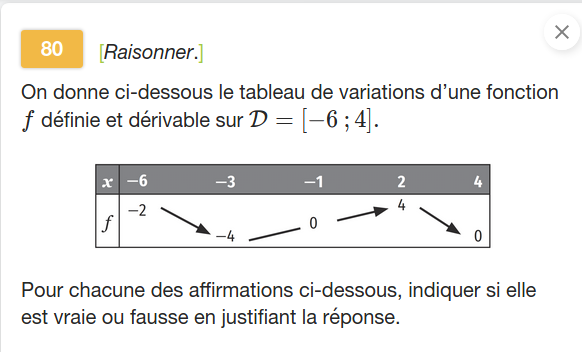 80 [Raisonner.]
On donne ci-dessous le tableau de variations d’une fonction
f définie et dérivable sur 𝒟 = [−6 ; 4].
x −6 −3 −1 2 4
f −2 −4 0 4 0
Pour chacune des affirmations ci-dessous, indiquer si elle
est vraie ou fausse en justifiant la réponse.